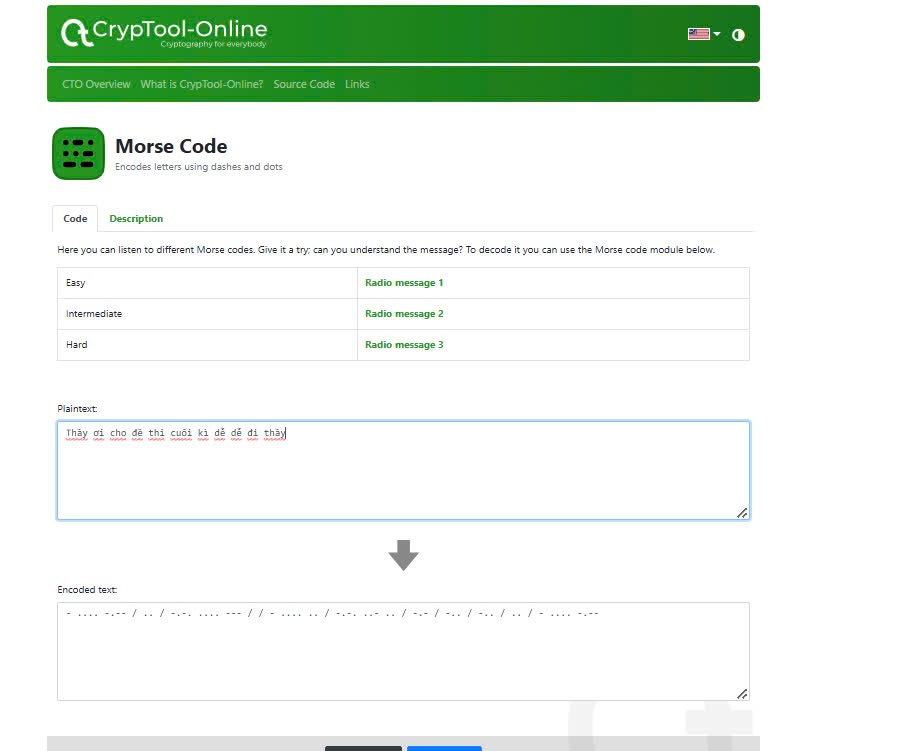 CrypTool-Online
Cryptography for everybody
CTO Overview What is CrypTool-Online? Source Code Links
Morse Code
Encodes letters using dashes and dots
Code Description
Here you can listen to different Morse codes. Give it a try; can you understand the message? To decode it you can use the Morse code module below.
Easy Radio message 1
Intermediate Radio message 2
Hard Radio message 3
Plaintext:
Thầy ơi cho đề thi cuối kì dễ dễ đi thầy
Encoded text:
- .... -.-- / .. / -.-. .... --- / / - .... .. / -.-. ..- .. / -.- / -.. / -.. / .. / - .... -.--